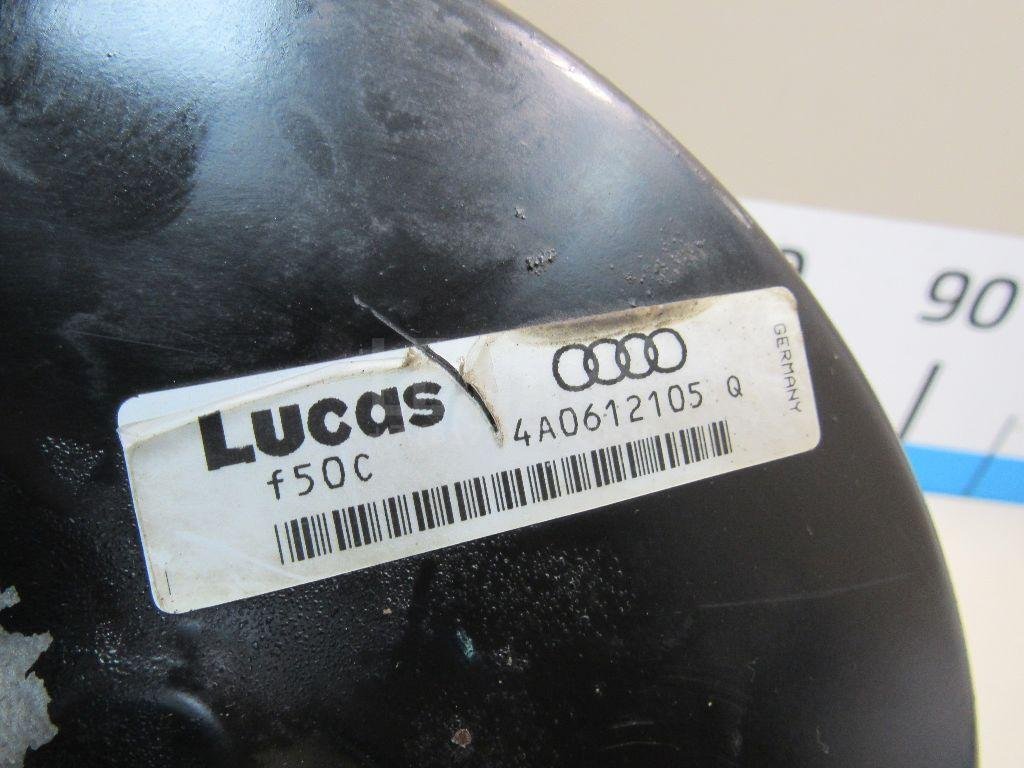 Lucas
4A0612105 Q
f50C
GERMANY
90